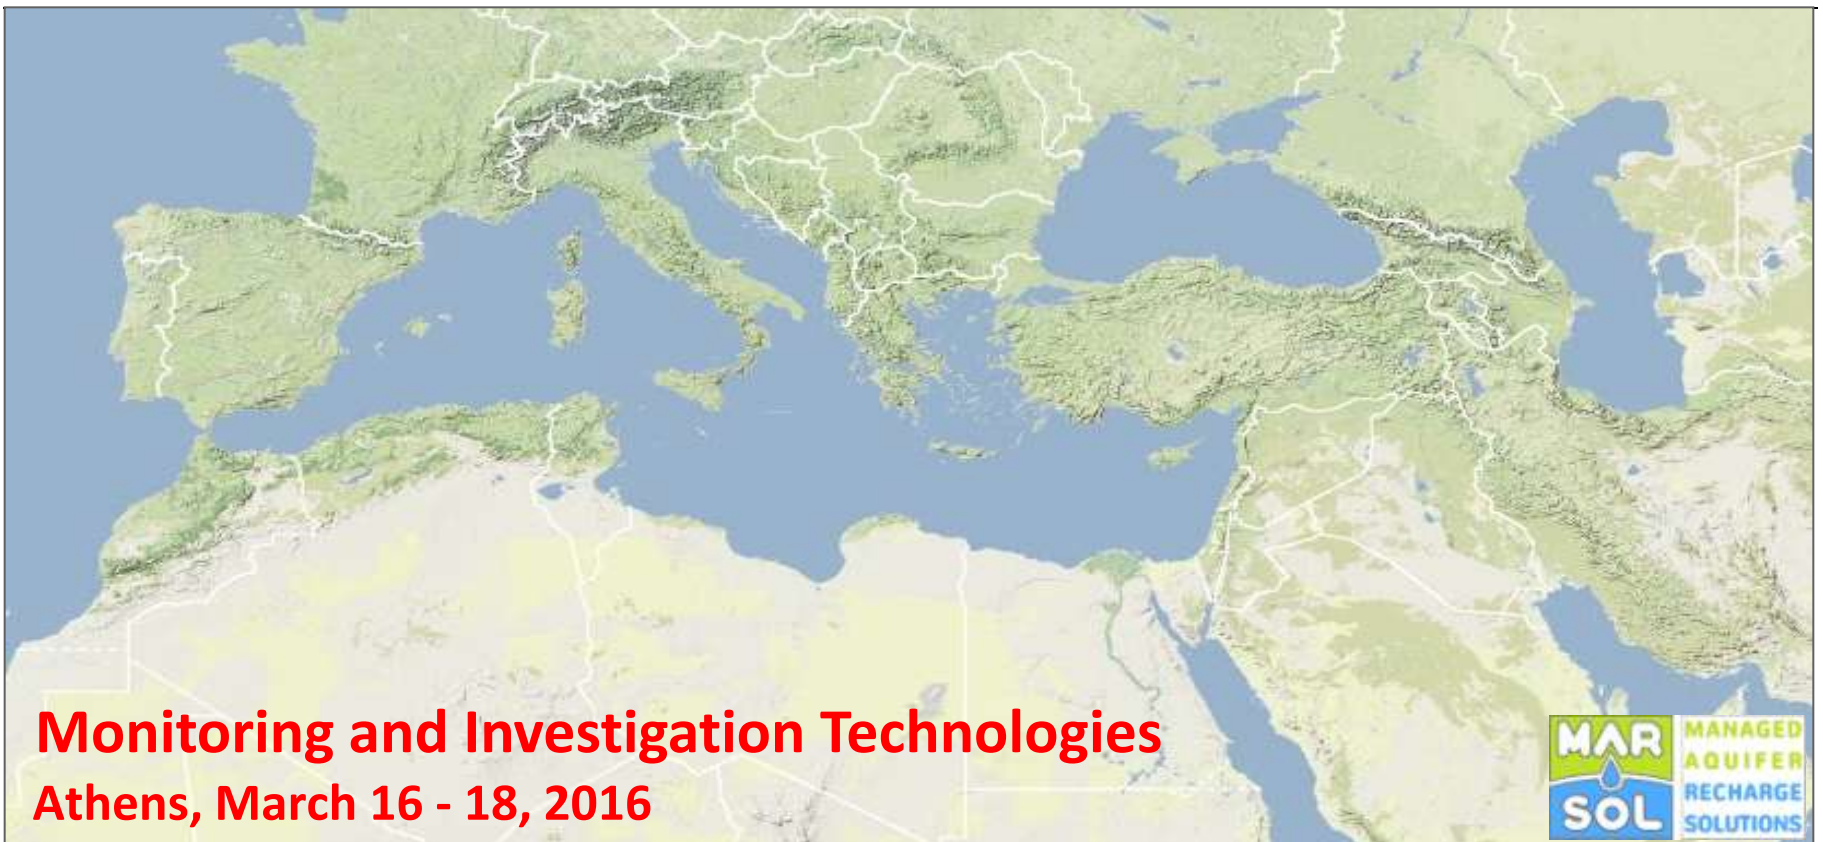 Monitoring and Investigation Technologies
Athens, March 16 - 18, 2016
MAR
SOL
MANAGED
AQUIFER
RECHARGE
SOLUTIONS